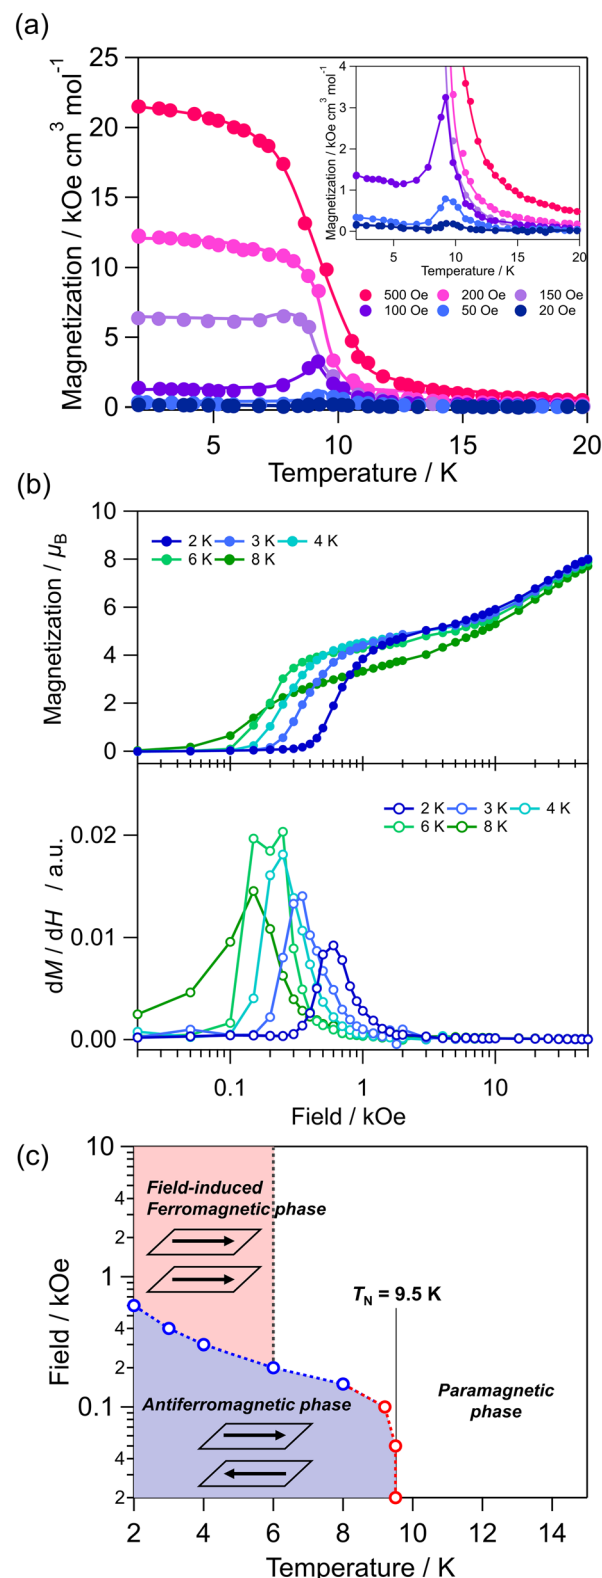 (a)
Magnetization / kOe cm³ mol⁻¹
25
20
15
10
5
0
5
10
15
20
Temperature / K
Magnetization / kOe cm³ mol⁻¹
4
3
2
1
0
5
10
15
20
Temperature / K
500 Oe 200 Oe 150 Oe
100 Oe 50 Oe 20 Oe
(b)
Magnetization / μB
10
8
6
4
2
0
2 K 3 K 4 K
6 K 8 K
dM / dH / a.u.
0.02
0.01
0.00
2 K 3 K 4 K
6 K 8 K
0.1
1
10
Field / kOe
(c)
Field / kOe
10
4
2
1
4
2
0.1
4
2
Field-induced
Ferromagnetic phase
TN = 9.5 K
Antiferromagnetic phase
Paramagnetic
phase
2
4
6
8
10
12
14
Temperature / K